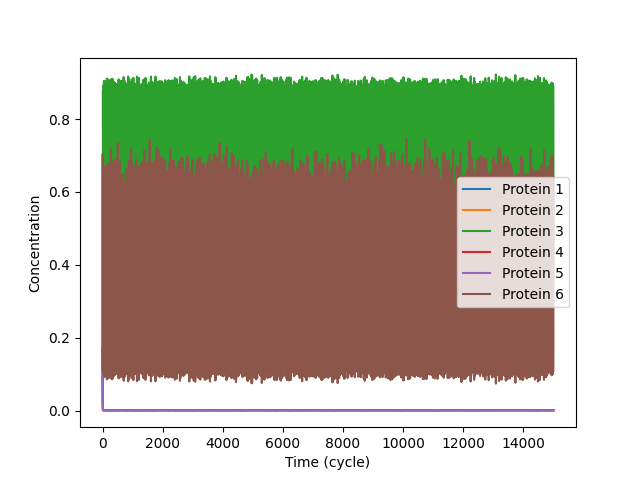 0.8
0.6
0.4
0.2
0.0
Concentration
Protein 1
Protein 2
Protein 3
Protein 4
Protein 5
Protein 6
0 2000 4000 6000 8000 10000 12000 14000
Time (cycle)